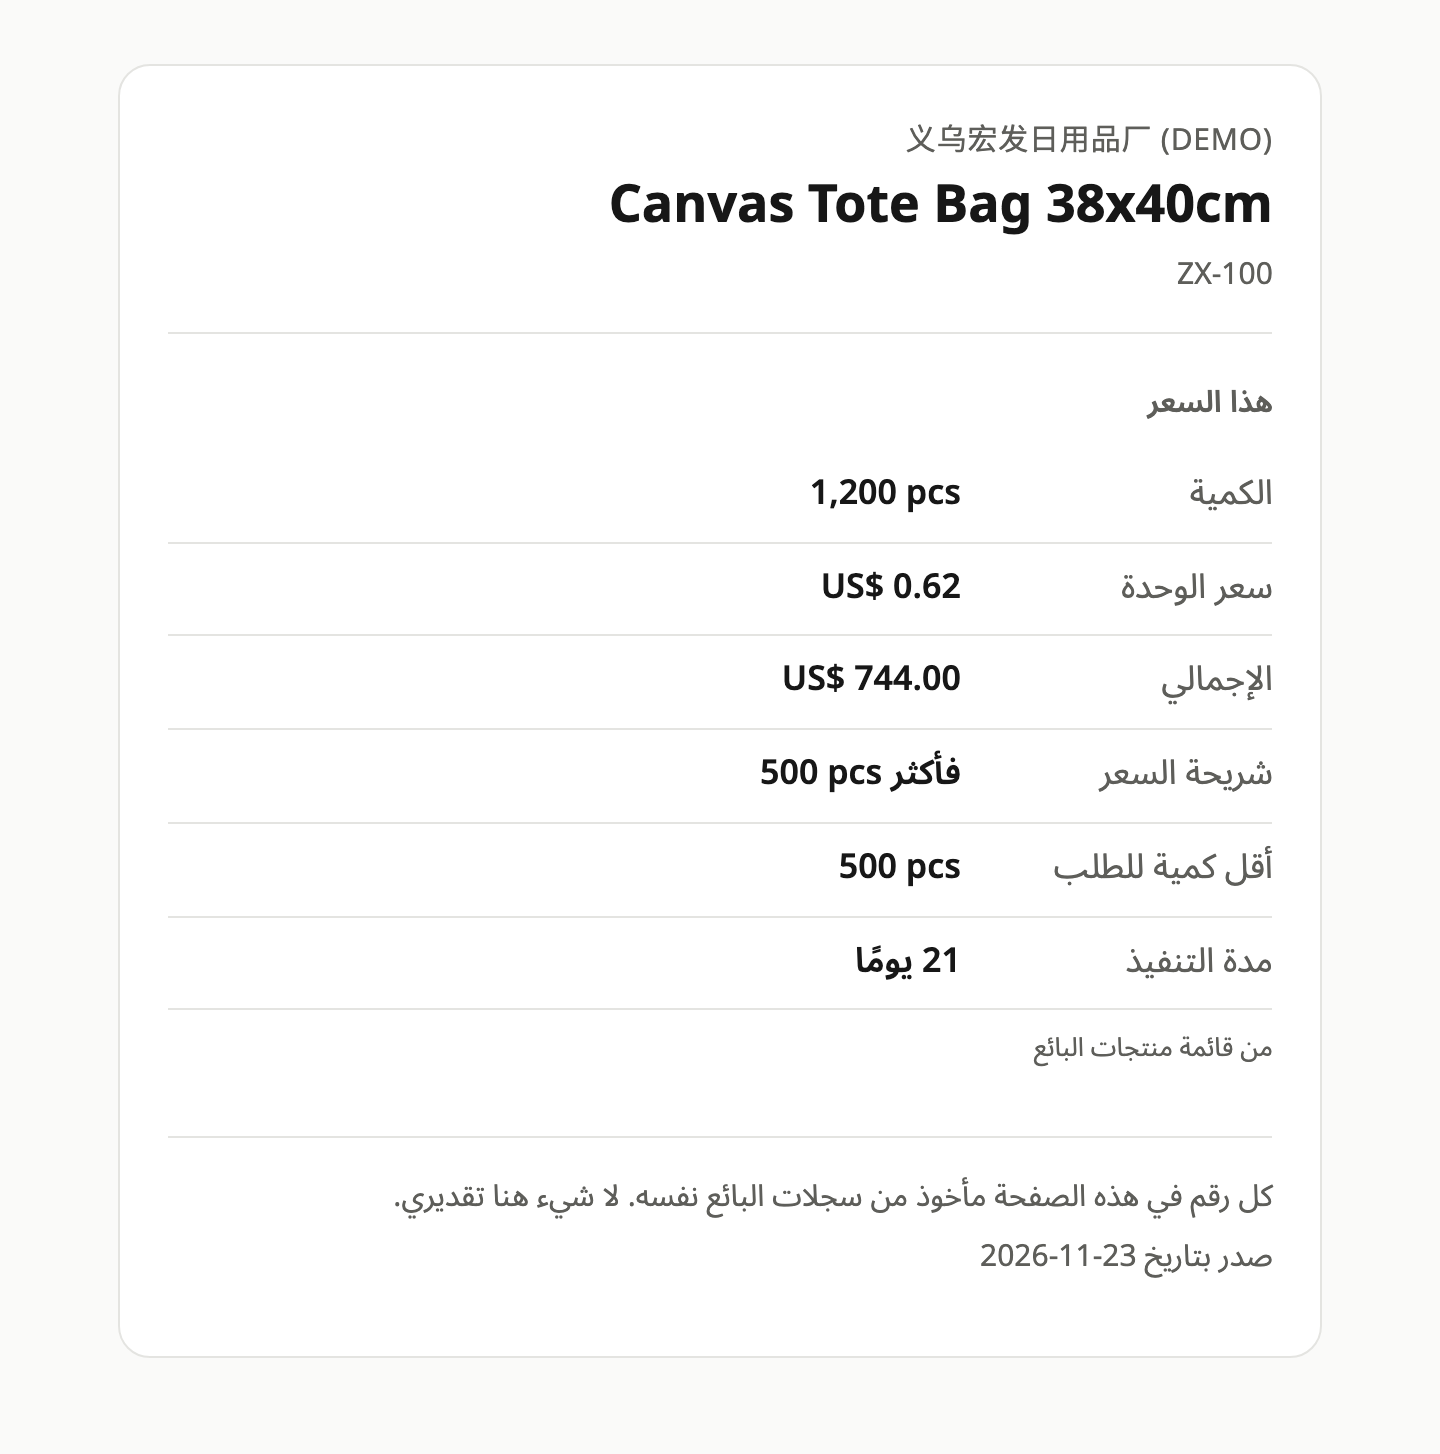 义乌宏发日用品厂 (DEMO)
Canvas Tote Bag 38x40cm
ZX-100
هذا السعر
الكمية 1,200 pcs
سعر الوحدة US$ 0.62
الإجمالي US$ 744.00
شريحة السعر 500 pcs فأكثر
أقل كمية للطلب 500 pcs
مدة التنفيذ 21 يومًا
من قائمة منتجات البائع
كل رقم في هذه الصفحة مأخوذ من سجلات البائع نفسه. لا شيء هنا تقديري.
صدر بتاريخ 2026-11-23